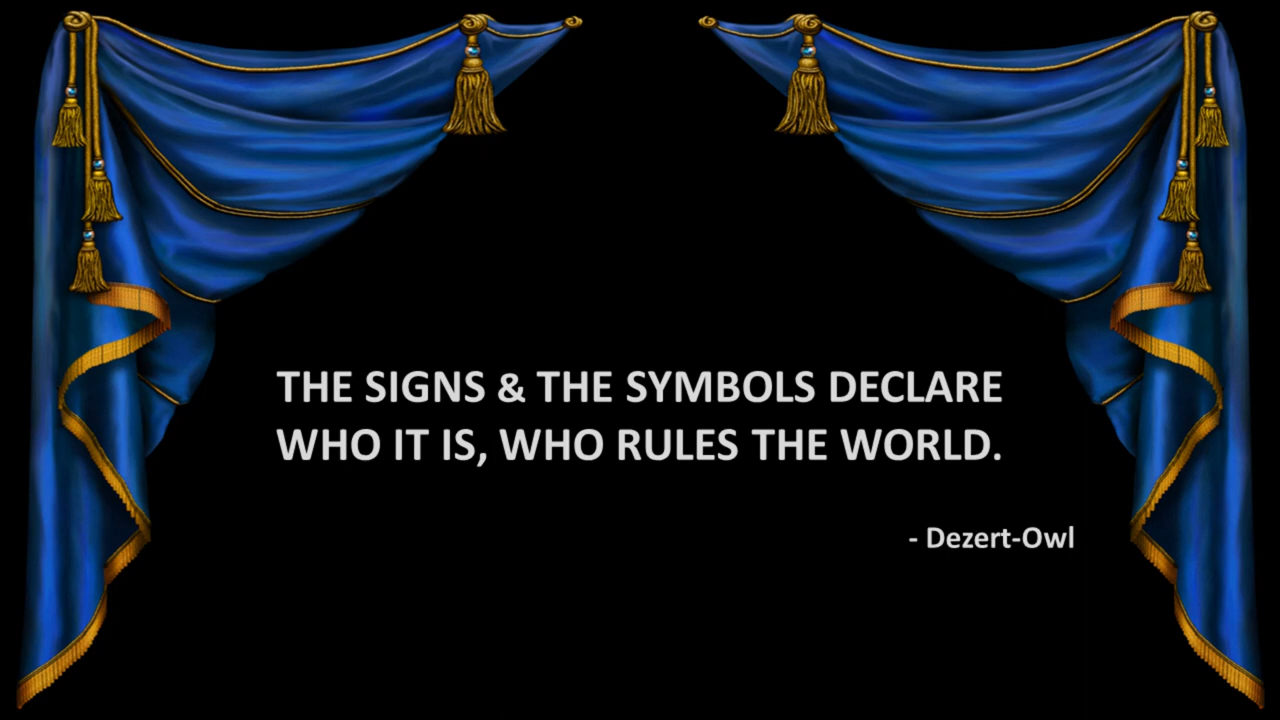 THE SIGNS & THE SYMBOLS DECLARE
WHO IT IS, WHO RULES THE WORLD.
- Dezert-Owl